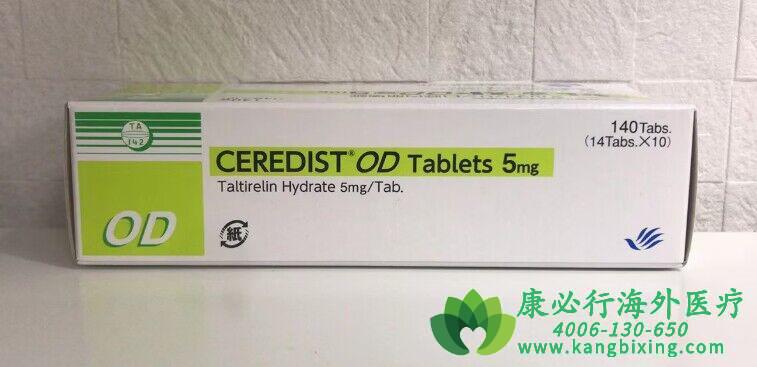 TA
142
OD
CEREDIST® OD Tablets 5mg
Taltirelin Hydrate 5mg/Tab.
紙
140Tabs.
(14Tabs.×10)
康必行海外医疗
4006-130-650
www.kangbixing.com